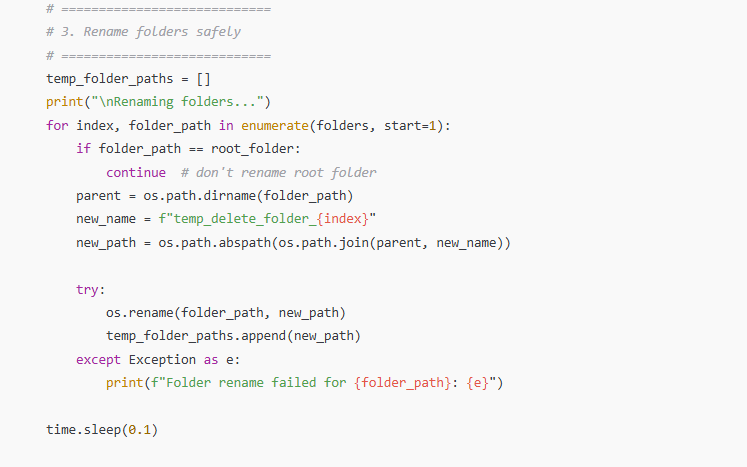 # ============================
# 3. Rename folders safely
# ============================
temp_folder_paths = []
print("\nRenaming folders...")
for index, folder_path in enumerate(folders, start=1):
    if folder_path == root_folder:
        continue  # don't rename root folder
    parent = os.path.dirname(folder_path)
    new_name = f"temp_delete_folder_{index}"
    new_path = os.path.abspath(os.path.join(parent, new_name))

    try:
        os.rename(folder_path, new_path)
        temp_folder_paths.append(new_path)
    except Exception as e:
        print(f"Folder rename failed for {folder_path}: {e}")

time.sleep(0.1)